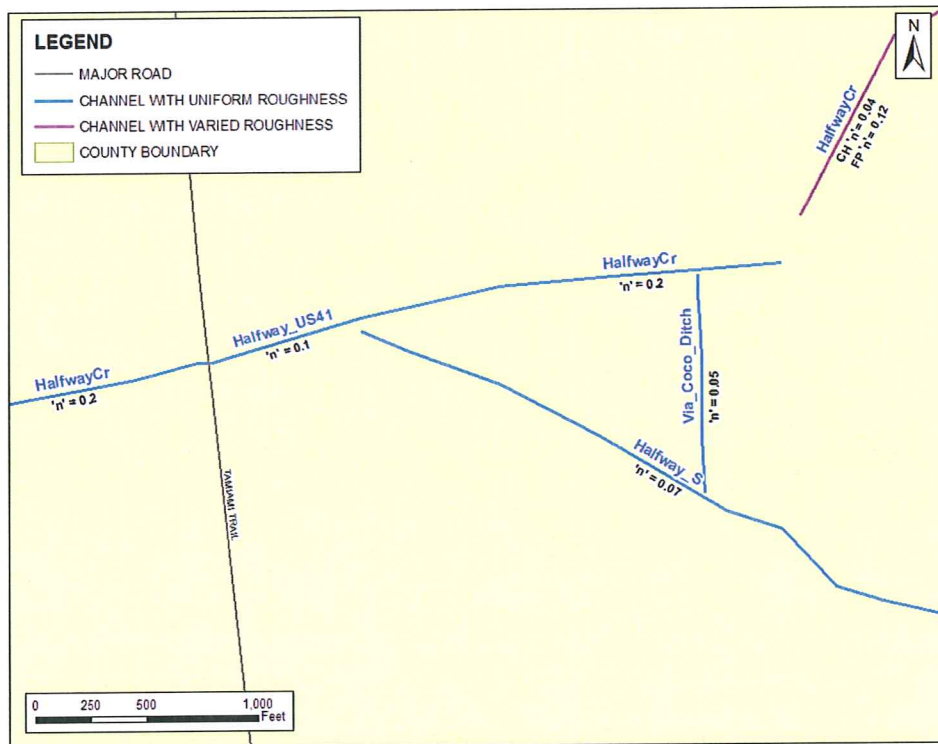 LEGEND
MAJOR ROAD
CHANNEL WITH UNIFORM ROUGHNESS
CHANNEL WITH VARIED ROUGHNESS
COUNTY BOUNDARY
N
HalfwayCr
CH 'n'= 0.04
FP 'n'= 0.12
HalfwayCr
'n' = 0.2
Halfway_US41
'n' = 0.1
HalfwayCr
'n' = 0.2
Via_Coco_Ditch
'n' = 0.05
Halfway_S
'n' = 0.07
TAMIAMI TRAIL
0 250 500 1,000
Feet